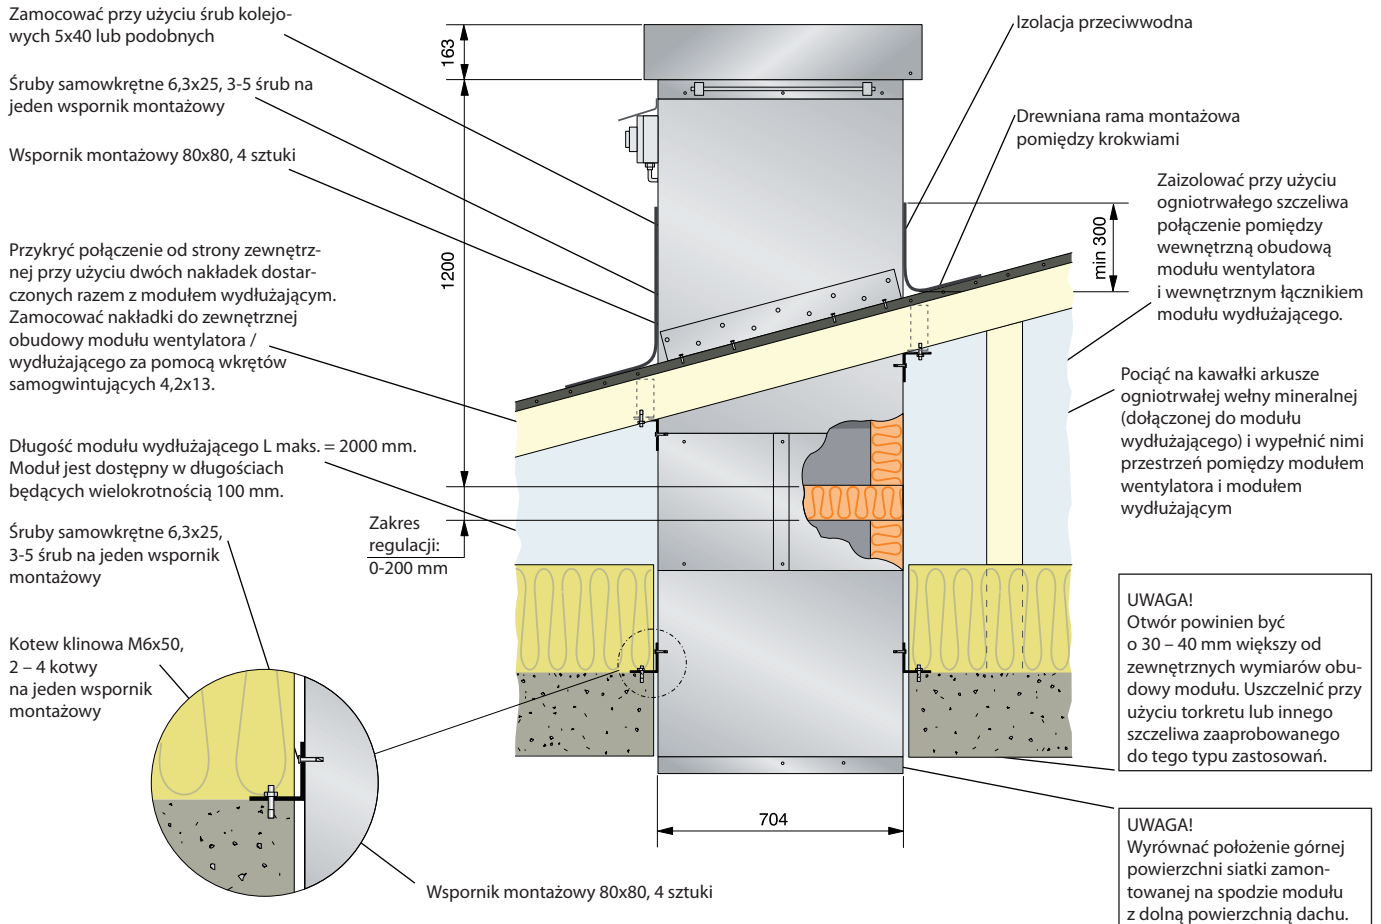 Zamocować przy użyciu śrub kolejo-
wych 5x40 lub podobnych
Śruby samowkrętne 6,3x25, 3-5 śrub na
jeden wspornik montażowy
Wspornik montażowy 80x80, 4 sztuki
Przykryć połączenie od strony zewnętrz-
nej przy użyciu dwóch nakładek dostar-
czonych razem z modułem wydłużającym.
Zamocować nakładki do zewnętrznej
obudowy modułu wentylatora /
wydłużającego za pomocą wkrętów
samogwintujących 4,2x13.
Długość modułu wydłużającego L maks. = 2000 mm.
Moduł jest dostępny w długościach
będących wielokrotnością 100 mm.
Śruby samowkrętne 6,3x25,
3-5 śrub na jeden wspornik
montażowy
Kotew klinowa M6x50,
2 – 4 kotwy
na jeden wspornik
montażowy
163
1200
Zakres
regulacji:
0-200 mm
704
Wspornik montażowy 80x80, 4 sztuki
Izolacja przeciwwodna
Drewniana rama montażowa
pomiędzy krokwiami
min 300
Zaizolować przy użyciu
ogniotrwałego szczeliwa
połączenie pomiędzy
wewnętrzną obudową
modułu wentylatora
i wewnętrznym łącznikiem
modułu wydłużającego.
Pociąć na kawałki arkusze
ogniotrwałej wełny mineralnej
(dołączonej do modułu
wydłużającego) i wypełnić nimi
przestrzeń pomiędzy modułem
wentylatora i modułem
wydłużającym
UWAGA!
Otwór powinien być
o 30 – 40 mm większy od
zewnętrznych wymiarów obu-
dowy modułu. Uszczelnić przy
użyciu torkretu lub innego
szczeliwa zaaprobowanego
do tego typu zastosowań.
UWAGA!
Wyrównać położenie górnej
powierzchni siatki zamon-
towanej na spodzie modułu
z dolną powierzchnią dachu.